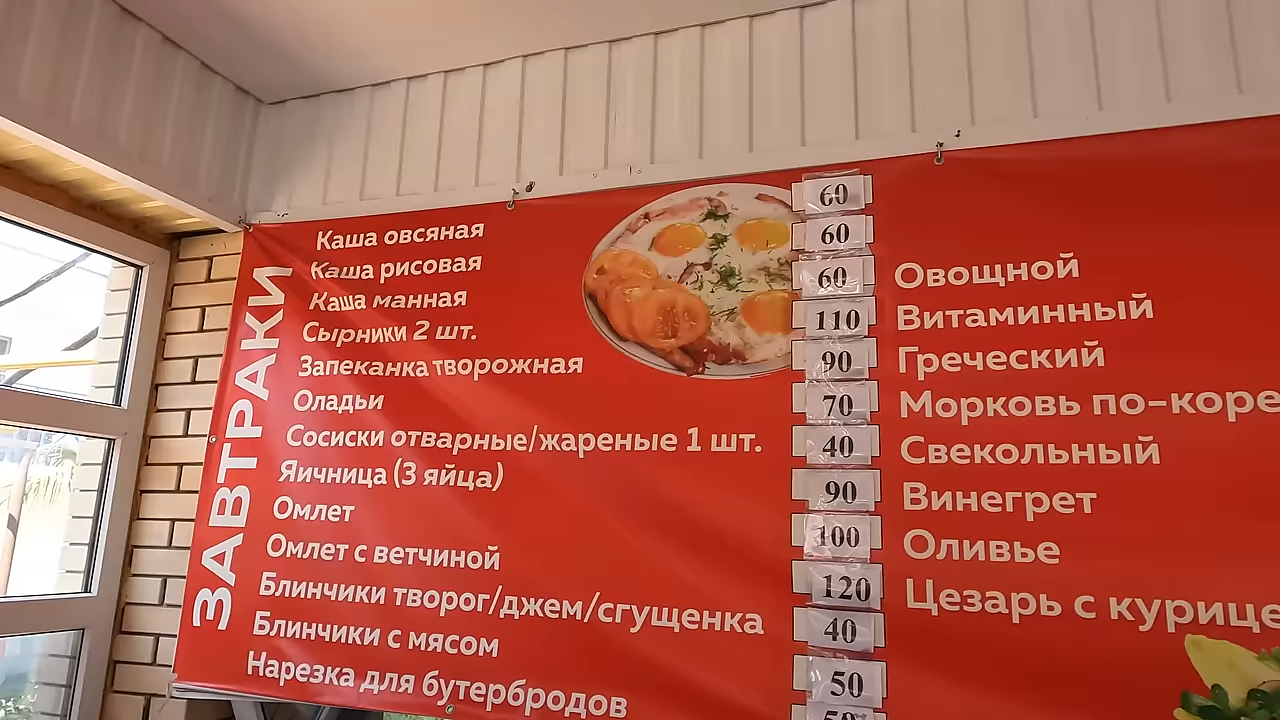 ЗАВТРАКИ
Каша овсяная 60
Каша рисовая 60
Каша манная 60
Сырники 2 шт. 110
Запеканка творожная 90
Оладьи 70
Сосиски отварные/жареные 1 шт. 40
Яичница (3 яйца) 90
Омлет 100
Омлет с ветчиной 120
Блинчики творог/джем/сгущенка 40
Блинчики с мясом 50
Нарезка для бутербродов
Овощной
Витаминный
Греческий
Морковь по-коре
Свекольный
Винегрет
Оливье
Цезарь с курице